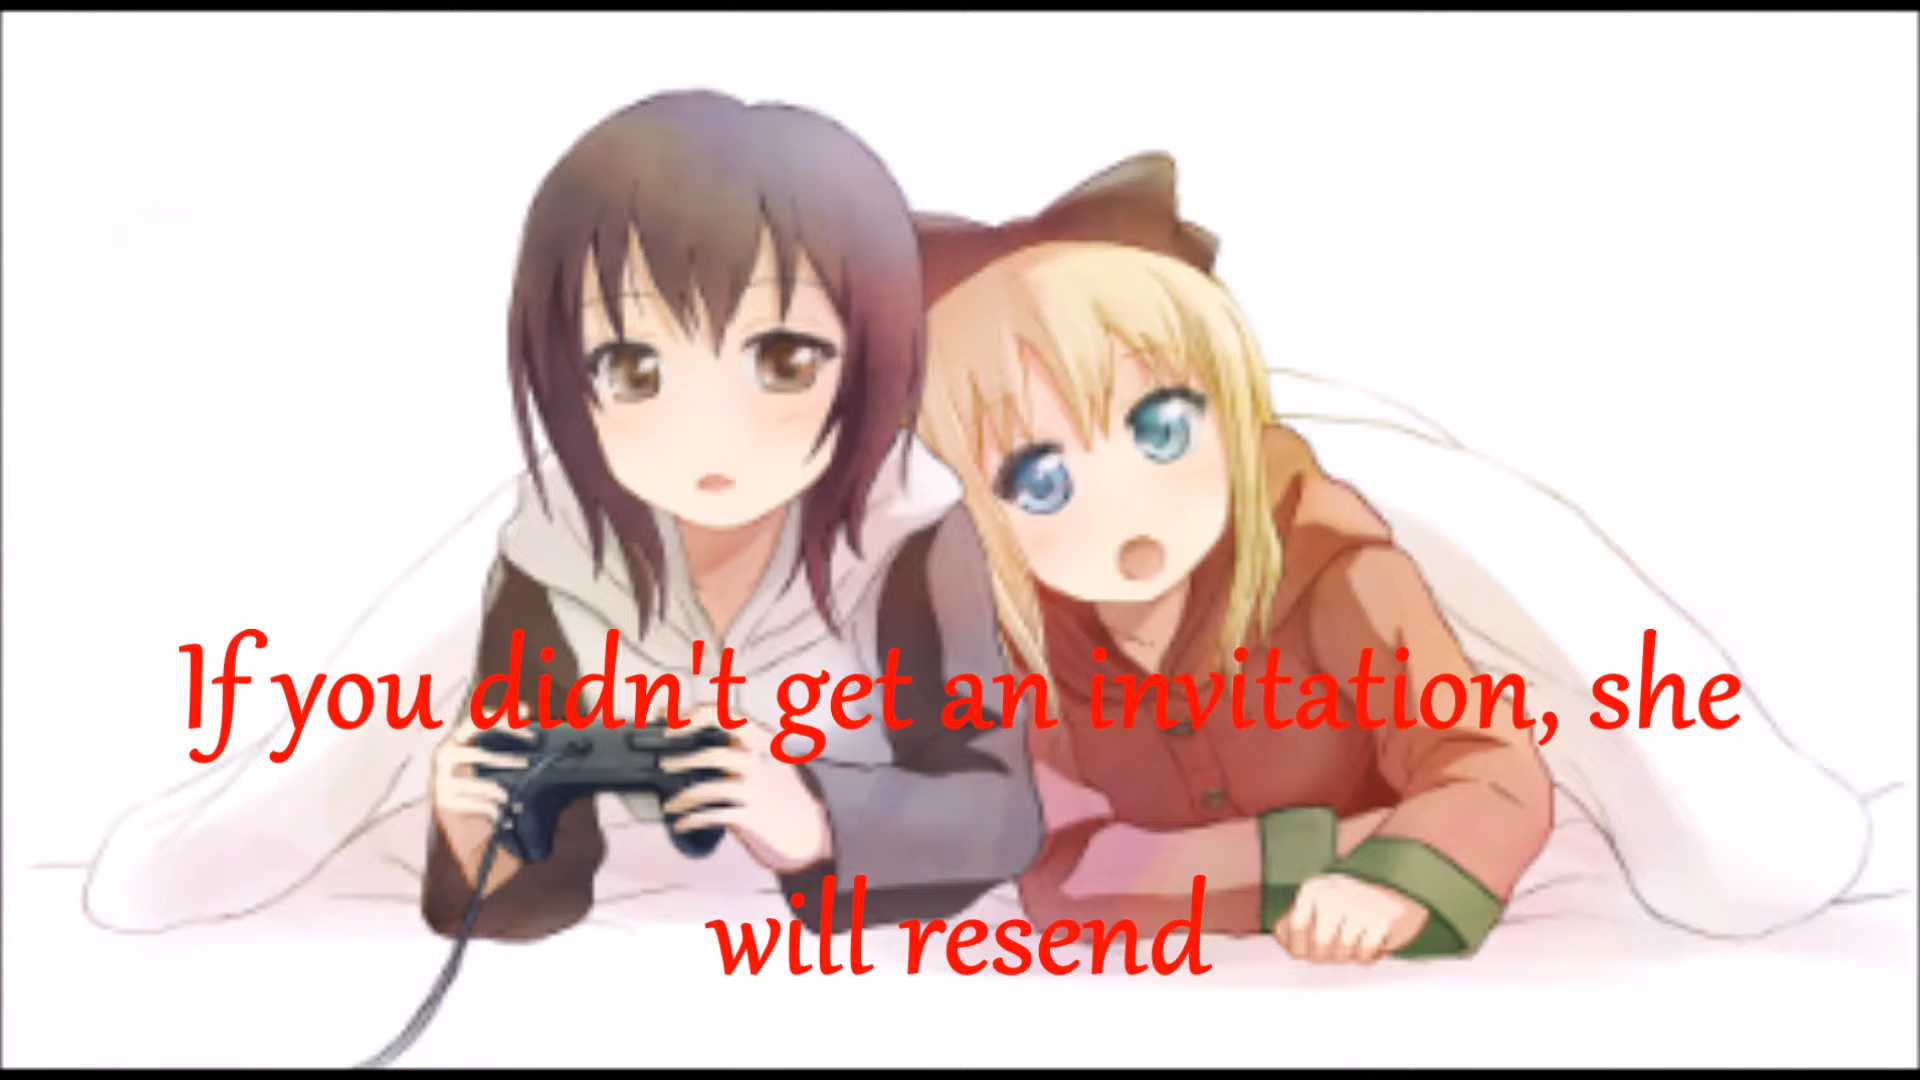 If you didn't get an invitation, she
will resend